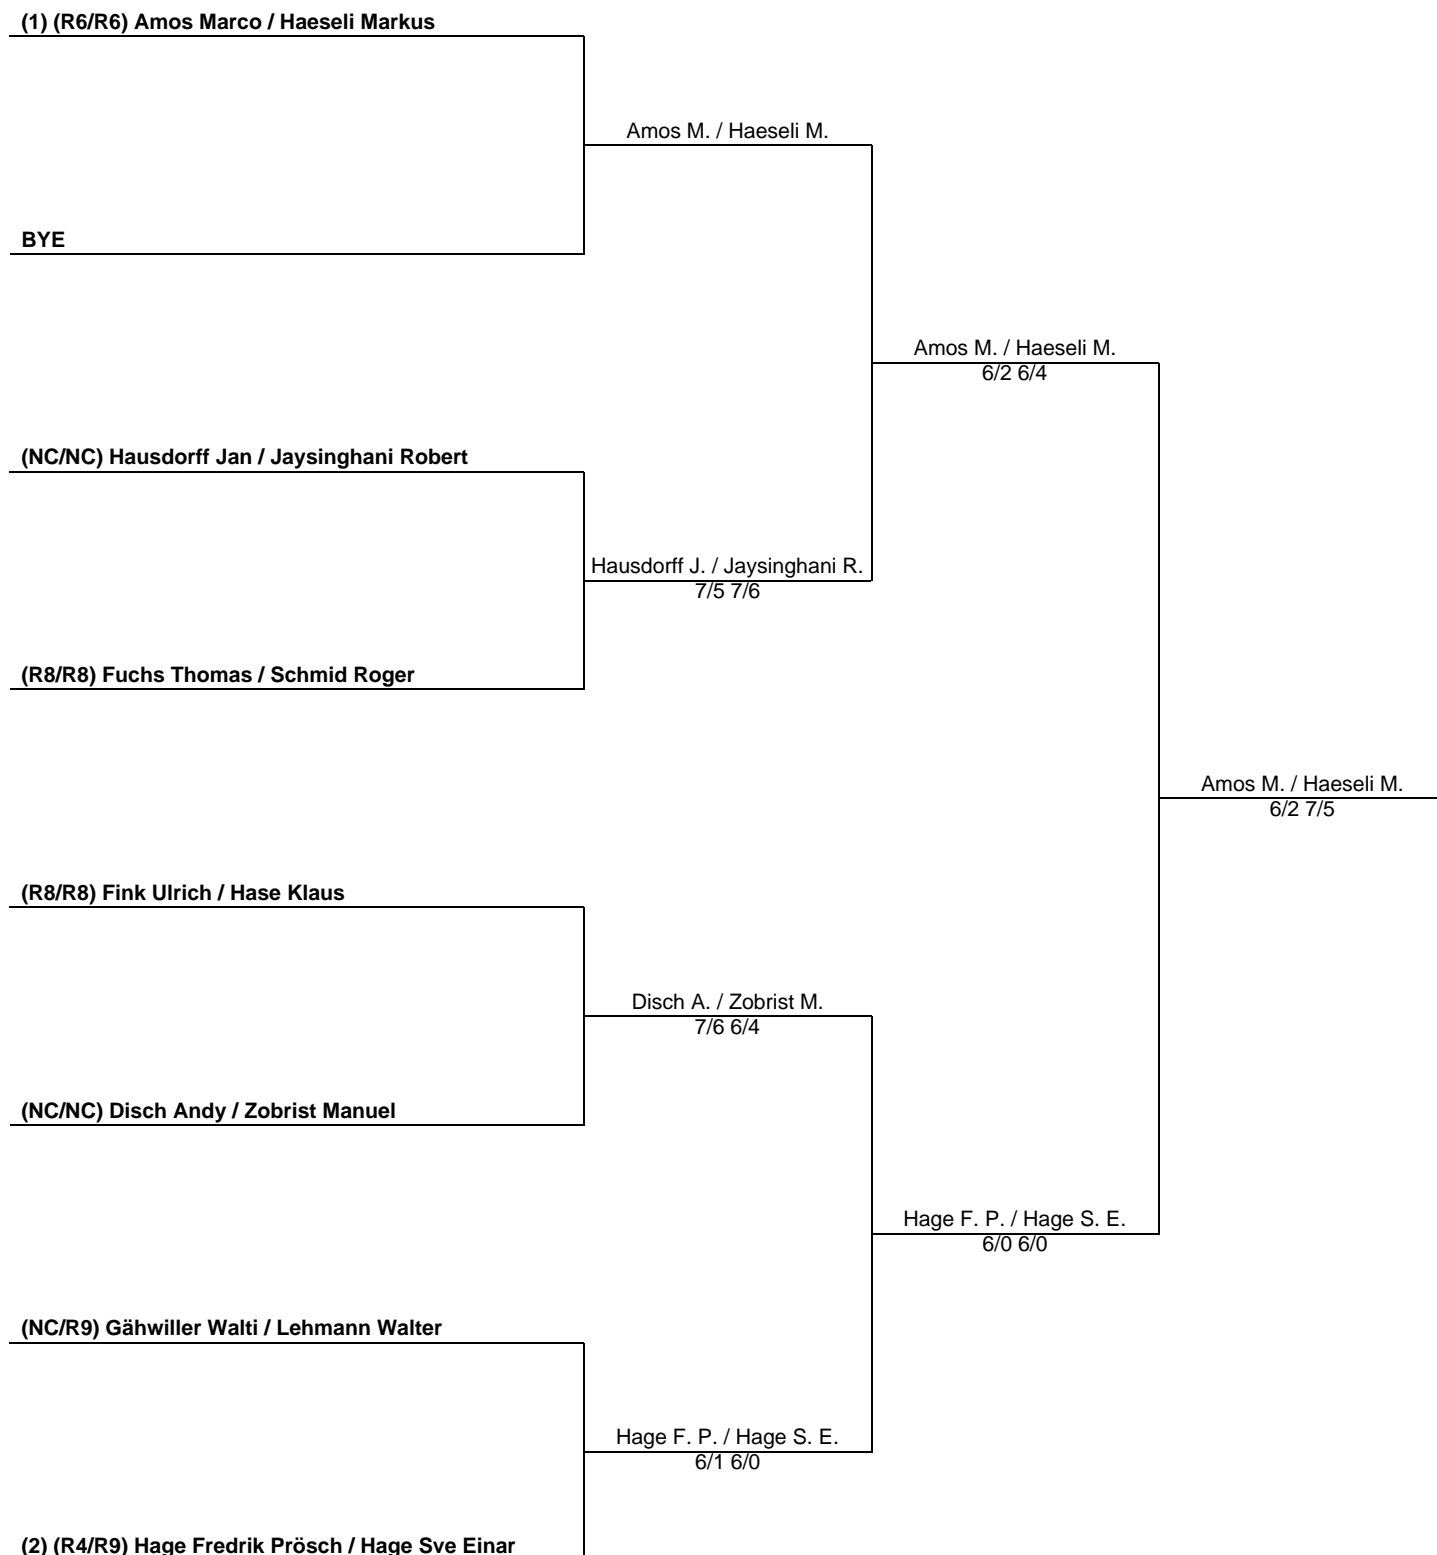 (1) (R6/R6) Amos Marco / Haeseli Markus
Amos M. / Haeseli M.
BYE
Amos M. / Haeseli M.
6/2 6/4
(NC/NC) Hausdorff Jan / Jaysinghani Robert
Hausdorff J. / Jaysinghani R.
7/5 7/6
(R8/R8) Fuchs Thomas / Schmid Roger
Amos M. / Haeseli M.
6/2 7/5
(R8/R8) Fink Ulrich / Hase Klaus
Disch A. / Zobrist M.
7/6 6/4
(NC/NC) Disch Andy / Zobrist Manuel
Hage F. P. / Hage S. E.
6/0 6/0
(NC/R9) Gähwiller Walti / Lehmann Walter
Hage F. P. / Hage S. E.
6/1 6/0
(2) (R4/R9) Hage Fredrik Prösch / Hage Sve Einar